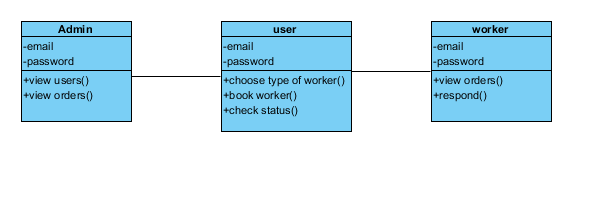 Admin
-email
-password
+view users()
+view orders()
user
-email
-password
+choose type of worker()
+book worker()
+check status()
worker
-email
-password
+view orders()
+respond()